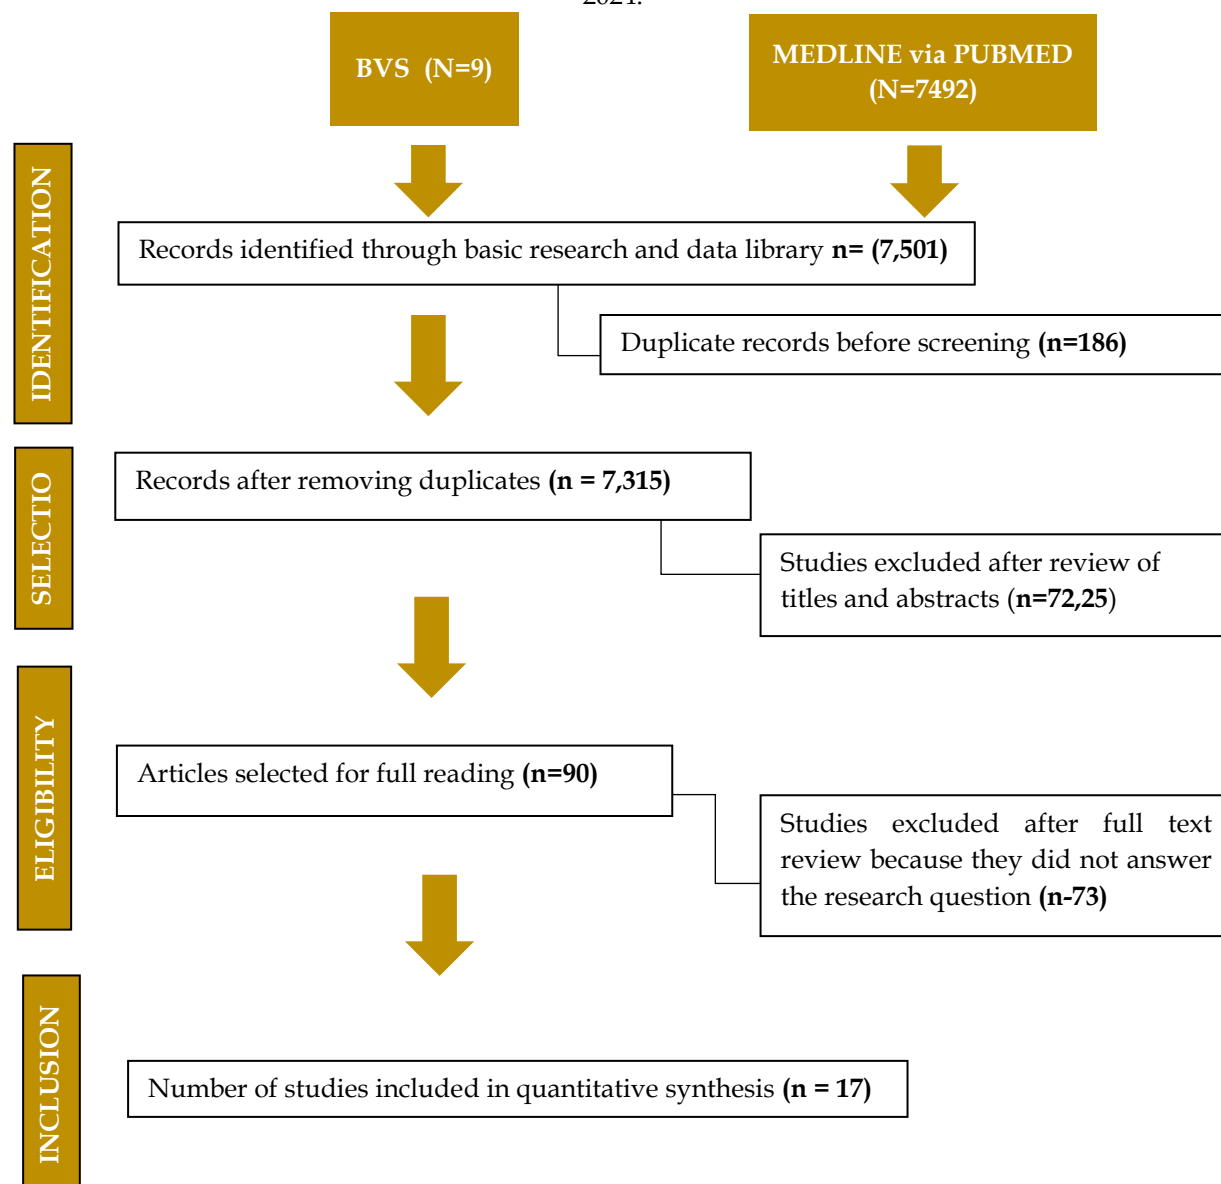 2024.
BVS (N=9)
MEDLINE via PUBMED
(N=7492)
IDENTIFICATION
Records identified through basic research and data library n= (7,501)
Duplicate records before screening (n=186)
SELECTIO
Records after removing duplicates (n = 7,315)
Studies excluded after review of
titles and abstracts (n=72,25)
ELIGIBILITY
Articles selected for full reading (n=90)
Studies excluded after full text
review because they did not answer
the research question (n-73)
INCLUSION
Number of studies included in quantitative synthesis (n = 17)